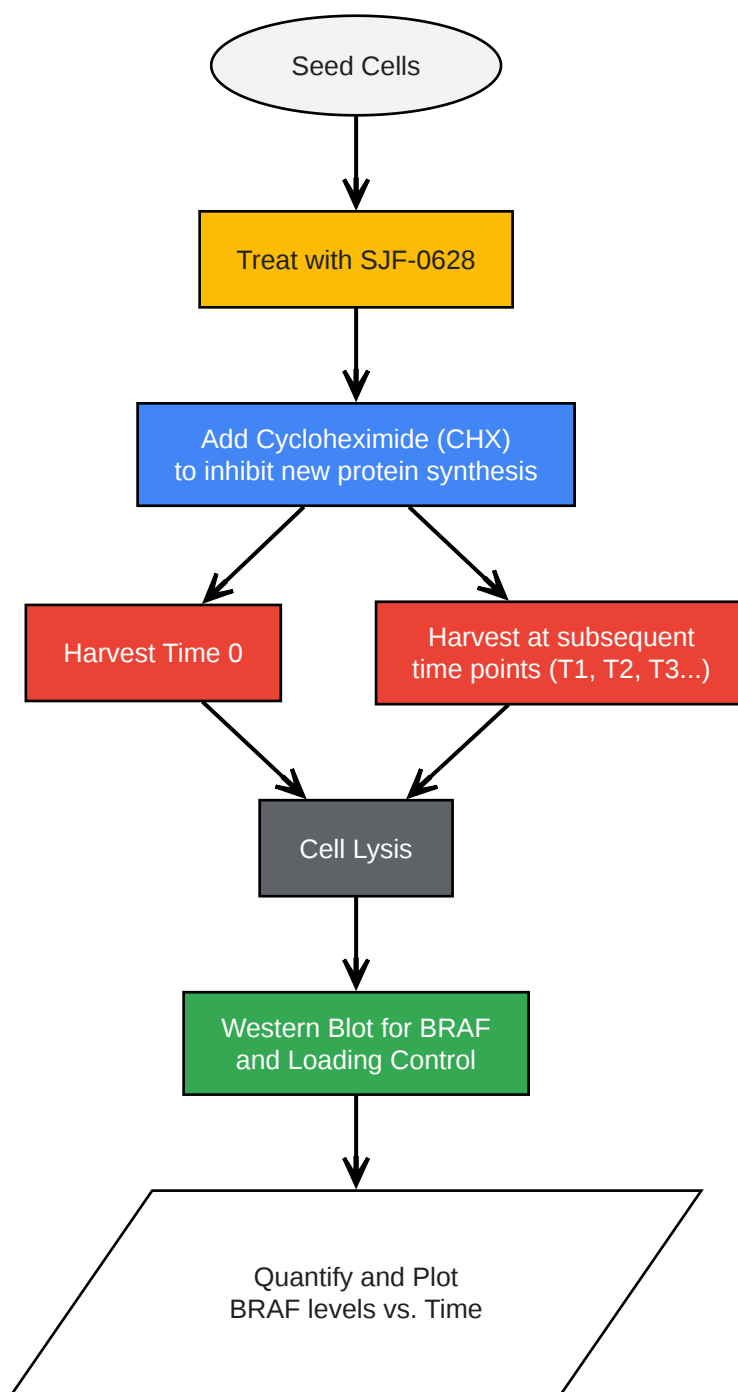 Seed Cells
Treat with SJF-0628
Add Cycloheximide (CHX)
to inhibit new protein synthesis
Harvest Time 0
Harvest at subsequent
time points (T1, T2, T3...)
Cell Lysis
Western Blot for BRAF
and Loading Control
Quantify and Plot
BRAF levels vs. Time